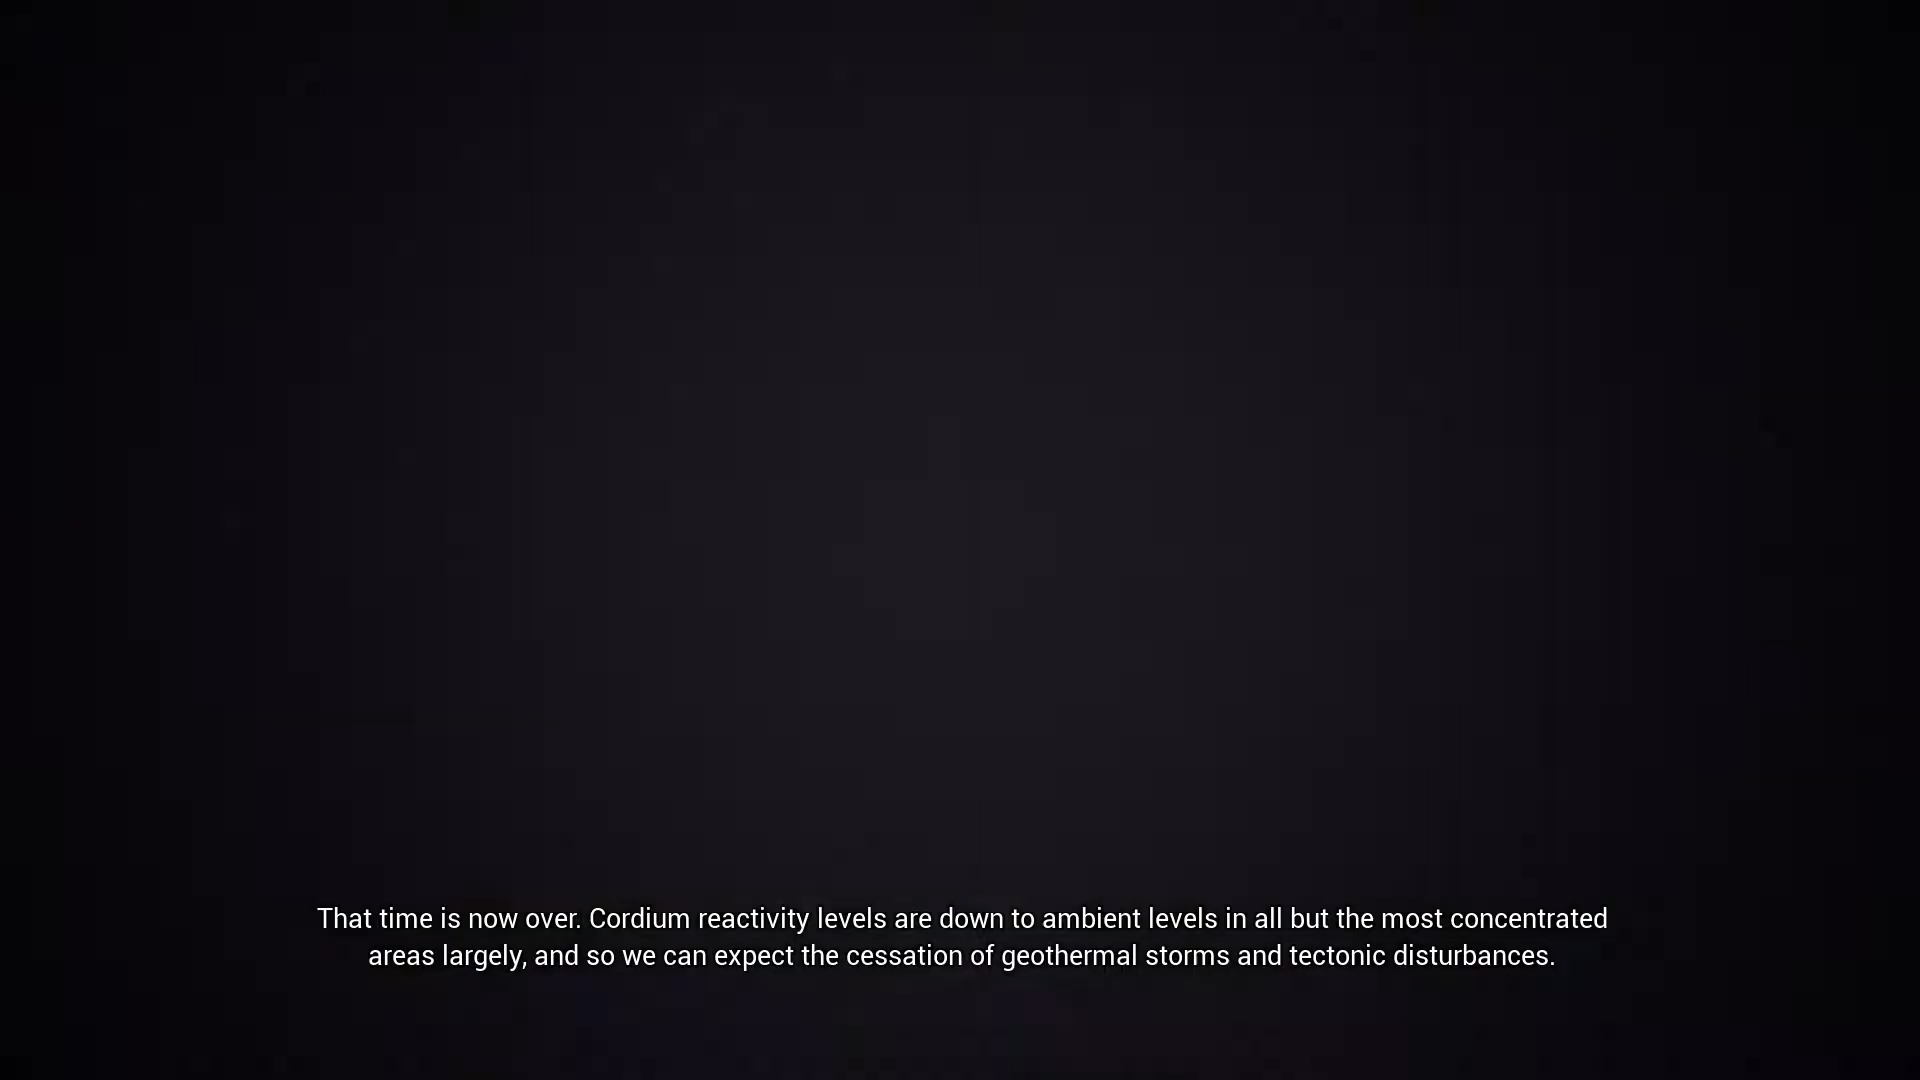 That time is now over. Cordium reactivity levels are down to ambient levels in all but the most concentrated
areas largely, and so we can expect the cessation of geothermal storms and tectonic disturbances.